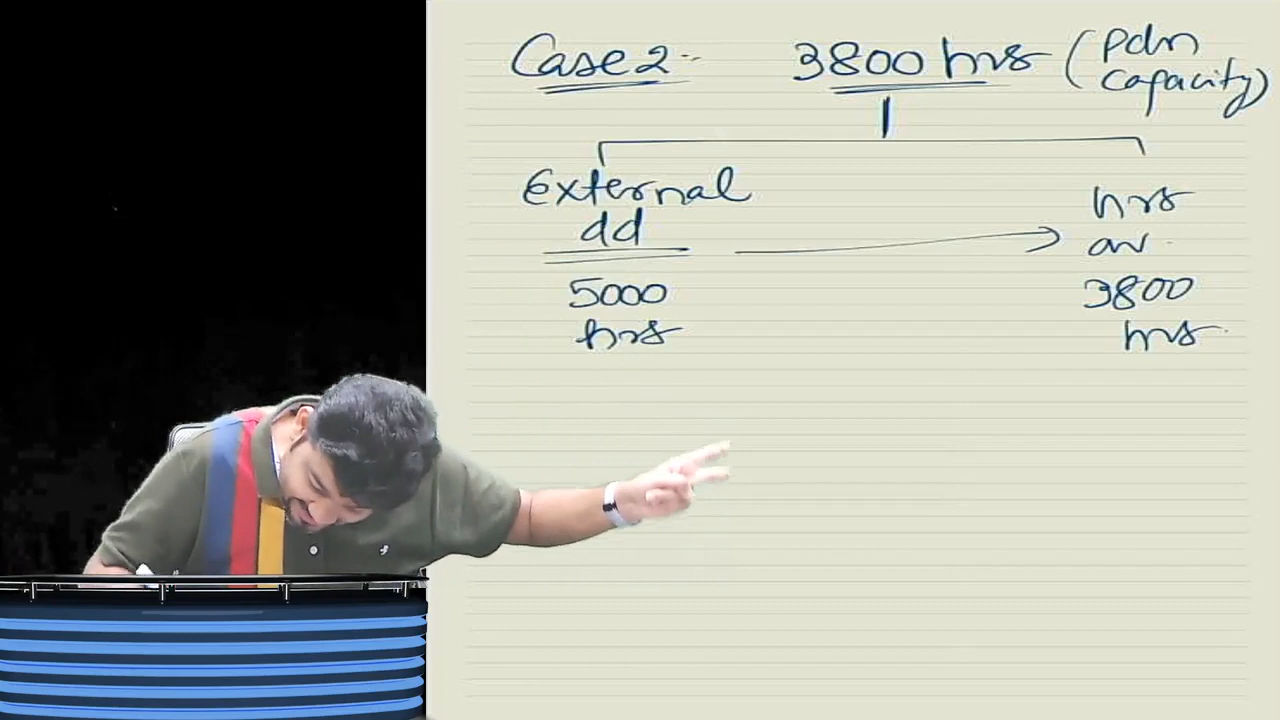 Case 2:- 3800 hrs (pdn
capacity)
External
dd
5000
hrs
hrs
av.
3800
hrs.